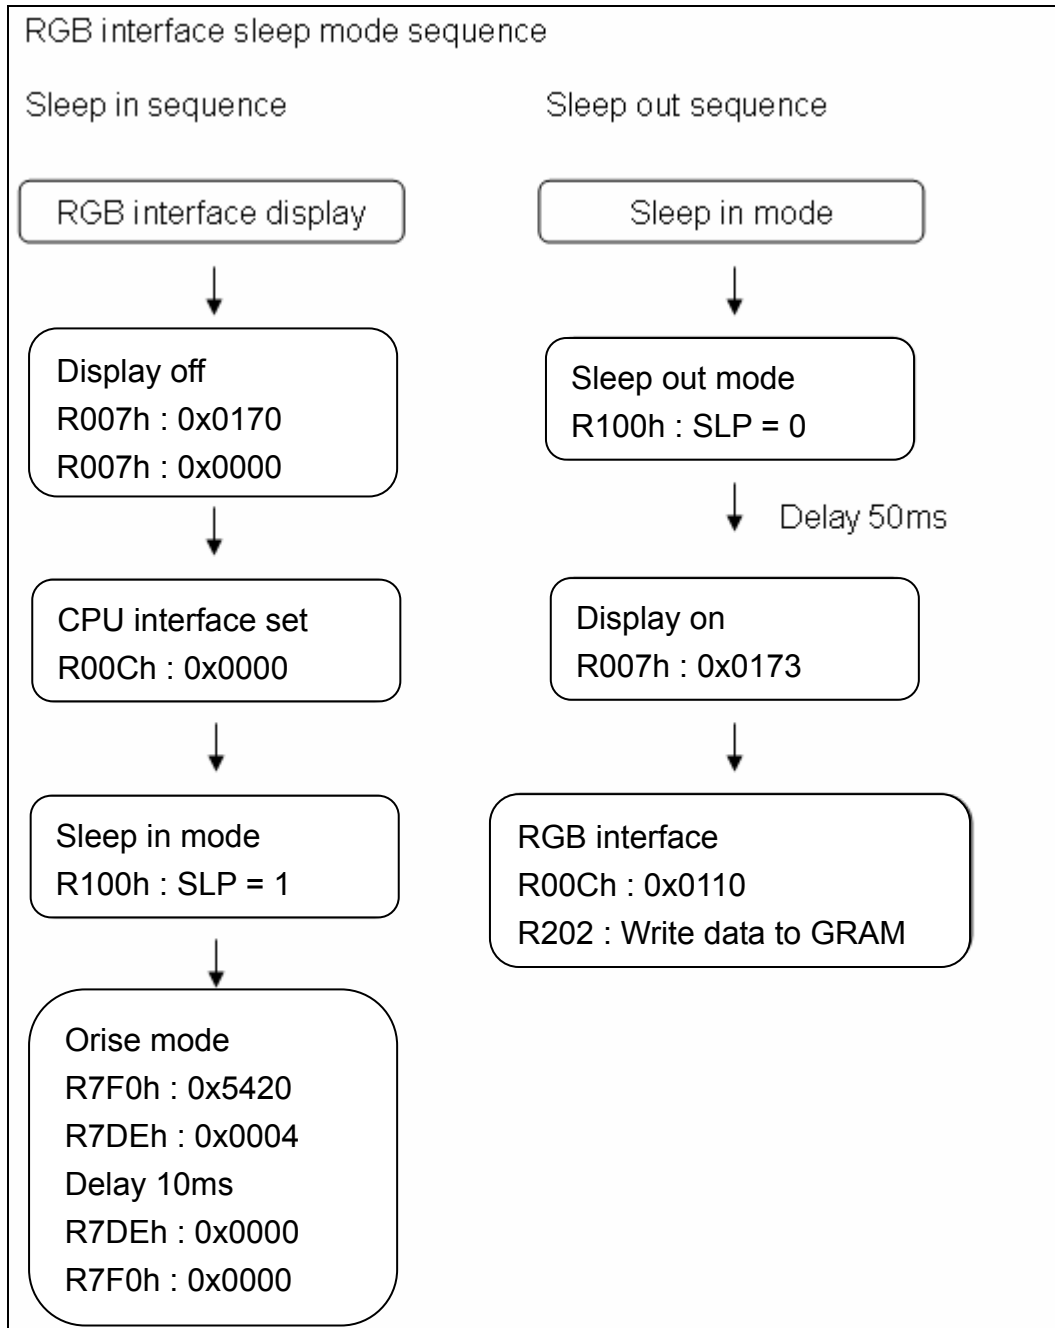 RGB interface sleep mode sequence
Sleep in sequence
RGB interface display
Display off
R007h : 0x0170
R007h : 0x0000
CPU interface set
R00Ch : 0x0000
Sleep in mode
R100h : SLP = 1
Orise mode
R7F0h : 0x5420
R7DEh : 0x0004
Delay 10ms
R7DEh : 0x0000
R7F0h : 0x0000
Sleep out sequence
Sleep in mode
Sleep out mode
R100h : SLP = 0
Delay 50ms
Display on
R007h : 0x0173
RGB interface
R00Ch : 0x0110
R202 : Write data to GRAM